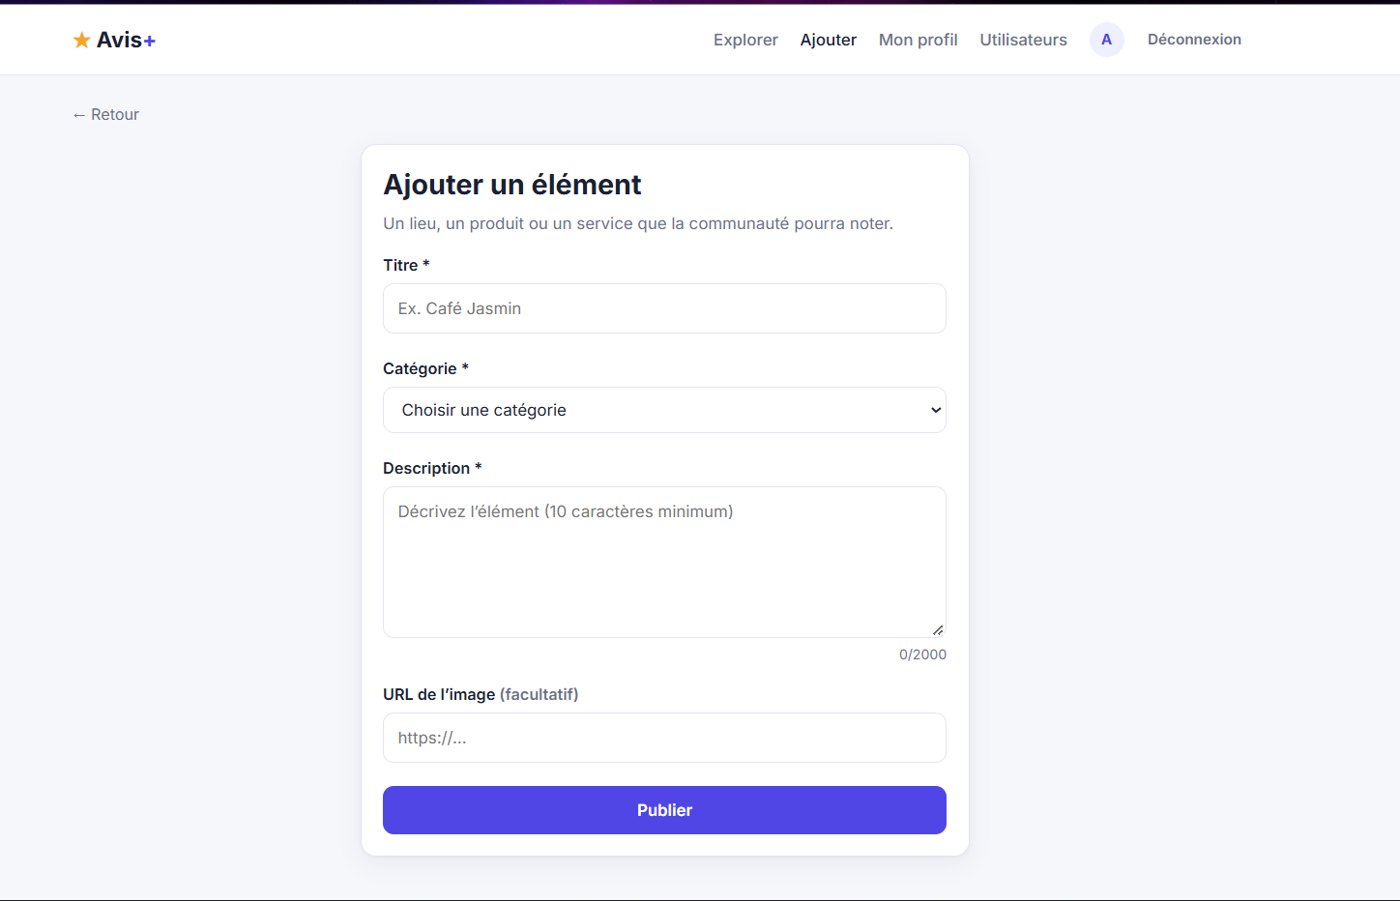 ★ Avis+
Explorer Ajouter Mon profil Utilisateurs A Déconnexion
← Retour
Ajouter un élément
Un lieu, un produit ou un service que la communauté pourra noter.
Titre *
Ex. Café Jasmin
Catégorie *
Choisir une catégorie
Description *
Décrivez l’élément (10 caractères minimum)
0/2000
URL de l’image (facultatif)
https://...
Publier